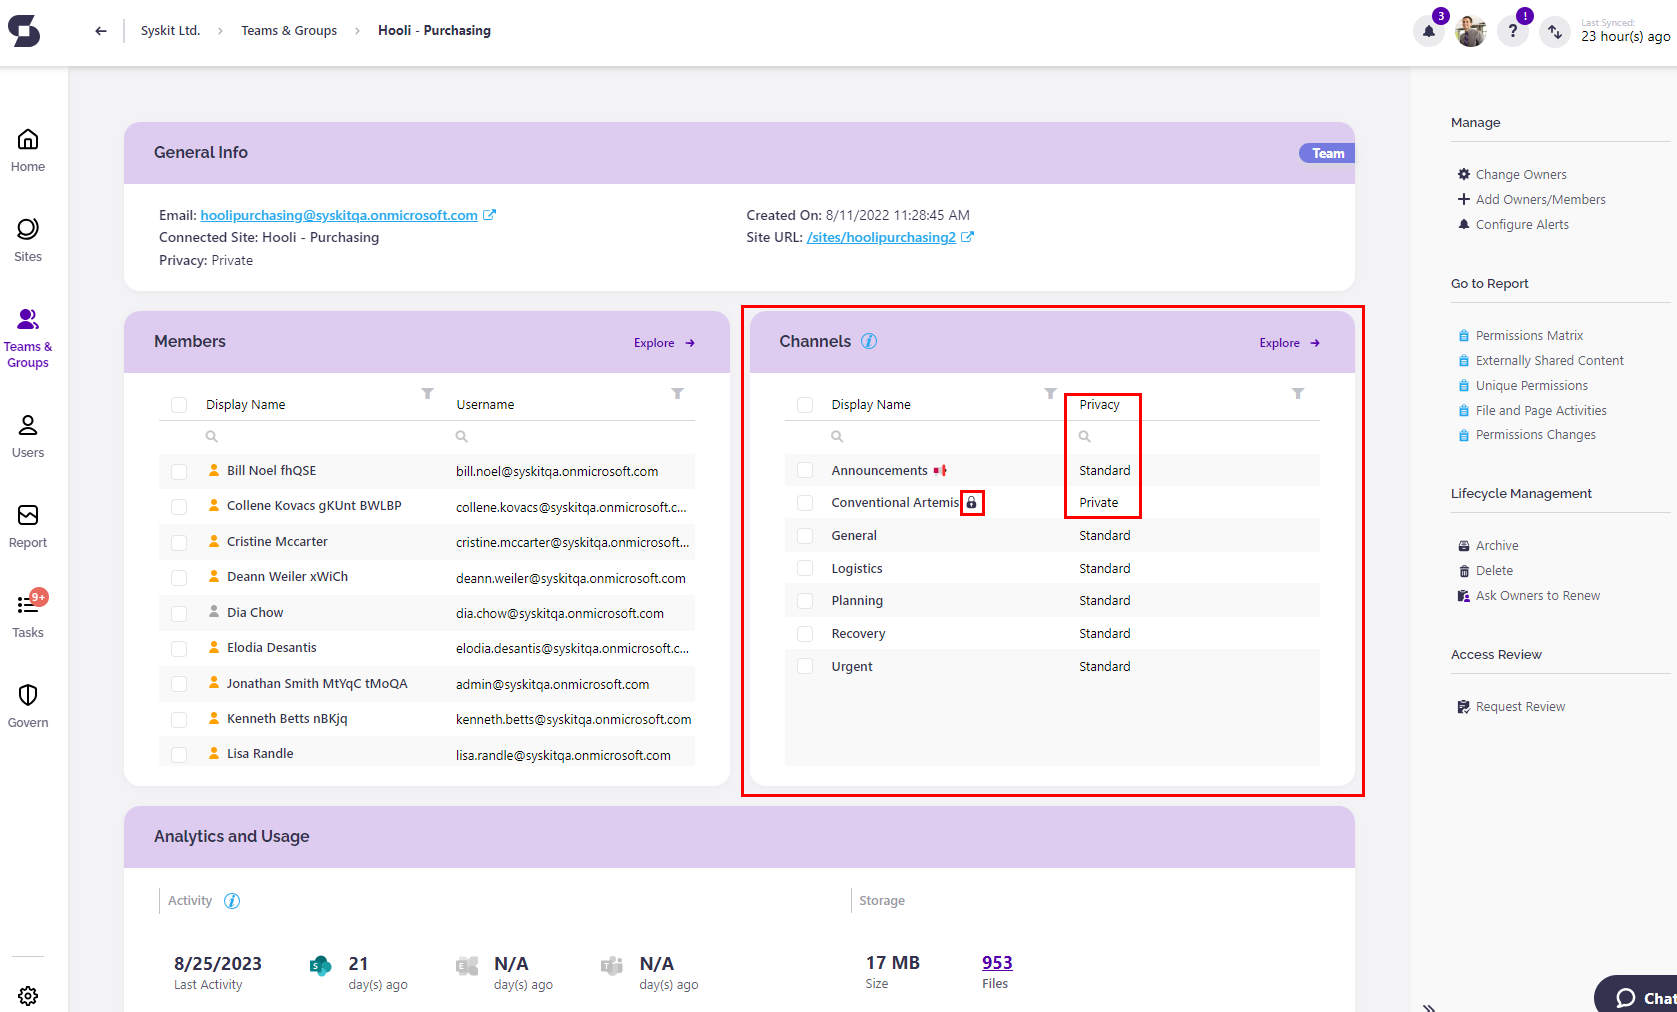 Syskit Ltd. > Teams & Groups > Hooli - Purchasing
3
?
!
Last Synced:
23 hour(s) ago
Home
Sites
Teams &
Groups
Users
Report
9+
Tasks
Govern
General Info
Team
Email: hoolipurchasing@syskitqa.onmicrosoft.com
Connected Site: Hooli - Purchasing
Privacy: Private
Created On: 8/11/2022 11:28:45 AM
Site URL: /sites/hoolipurchasing2
Members
Explore
Display Name Username
Bill Noel fhQSE bill.noel@syskitqa.onmicrosoft.com
Collene Kovacs gKUnt BWLBP collene.kovacs@syskitqa.onmicrosoft.c...
Cristine Mccarter cristine.mccarter@syskitqa.onmicrosoft...
Deann Weiler xWiCh deann.weiler@syskitqa.onmicrosoft.com
Dia Chow dia.chow@syskitqa.onmicrosoft.com
Elodia Desantis elodia.desantis@syskitqa.onmicrosoft.c...
Jonathan Smith MtYqC tMoQA admin@syskitqa.onmicrosoft.com
Kenneth Betts nBKjq kenneth.betts@syskitqa.onmicrosoft.com
Lisa Randle lisa.randle@syskitqa.onmicrosoft.com
Channels i
Explore
Display Name Privacy
Announcements Standard
Conventional Artemis Private
General Standard
Logistics Standard
Planning Standard
Recovery Standard
Urgent Standard
Analytics and Usage
Activity i
8/25/2023
Last Activity
S
21
day(s) ago
E
N/A
day(s) ago
T
N/A
day(s) ago
Storage
17 MB
Size
953
Files
Manage
Change Owners
Add Owners/Members
Configure Alerts
Go to Report
Permissions Matrix
Externally Shared Content
Unique Permissions
File and Page Activities
Permissions Changes
Lifecycle Management
Archive
Delete
Ask Owners to Renew
Access Review
Request Review
Chat